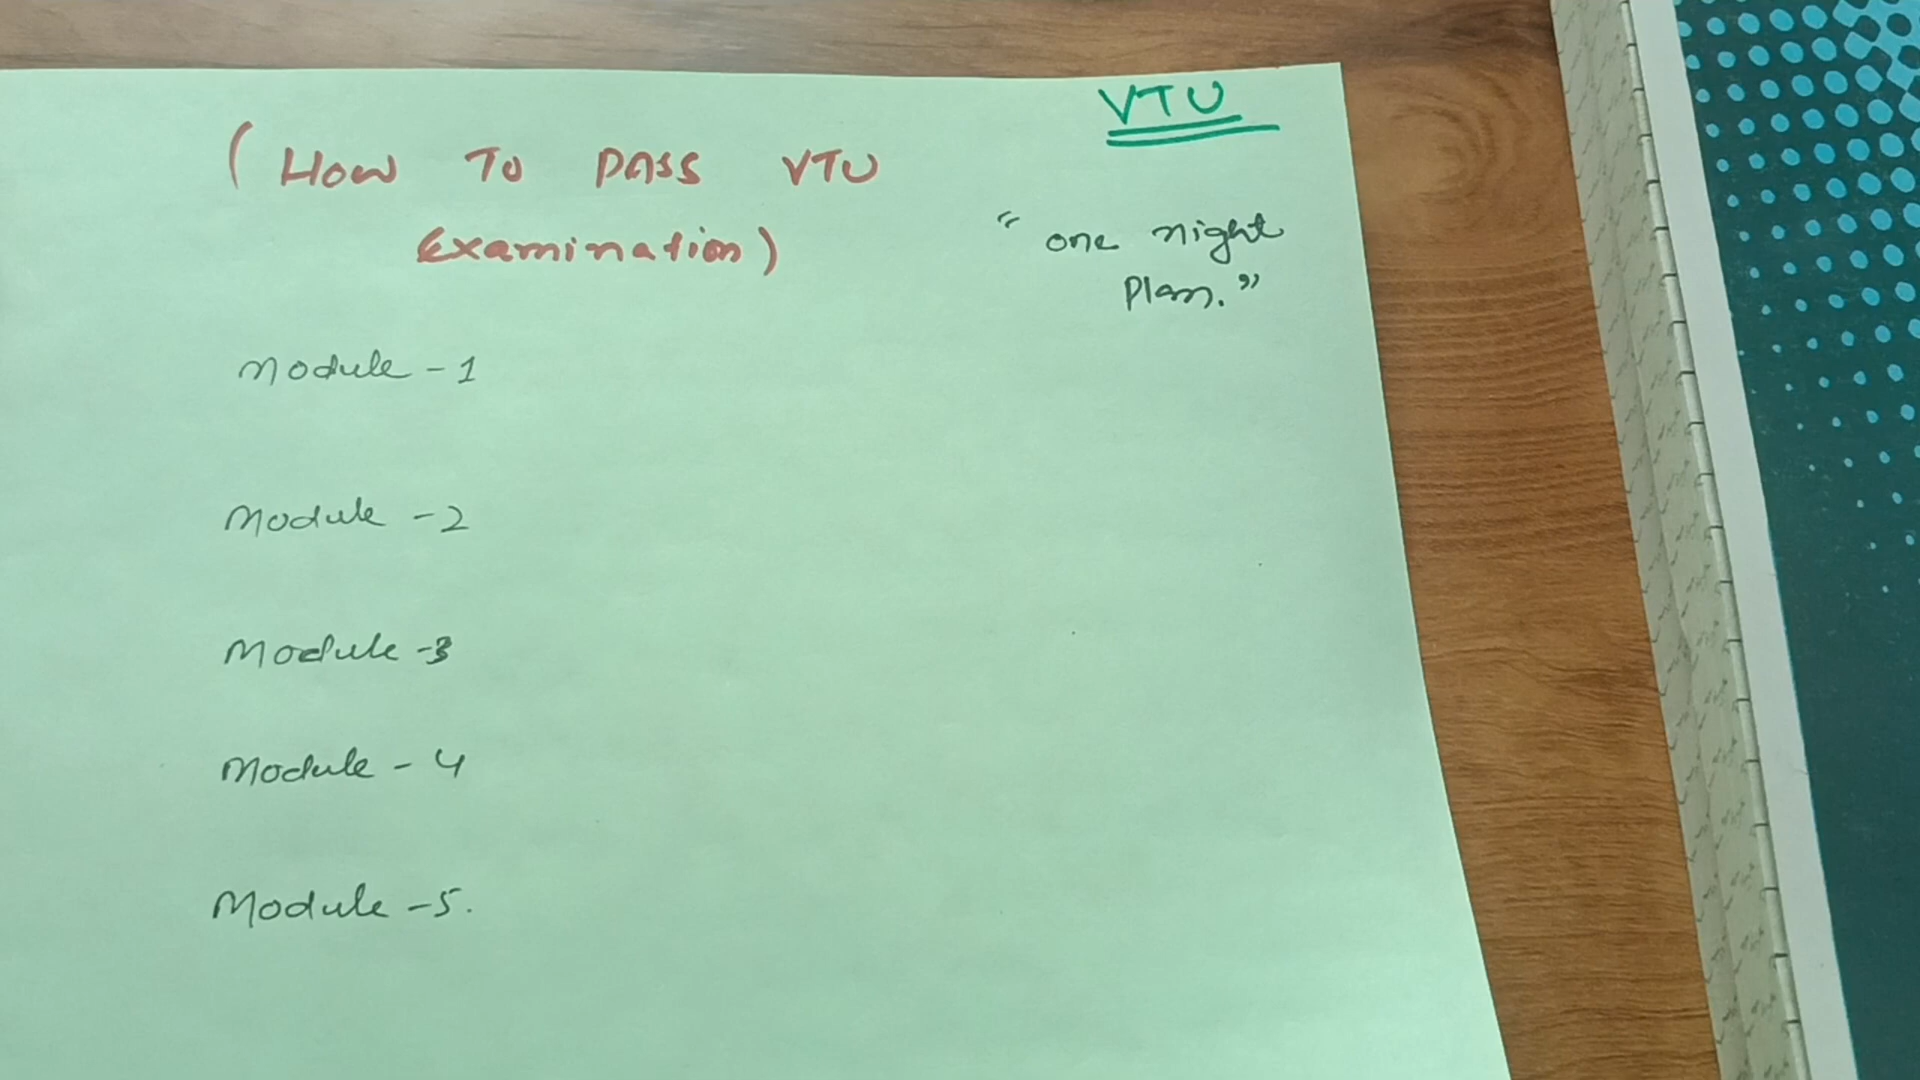 VTU
(HOW TO PASS VTU
Examination)
"one night
Plan."
Module - 1
Module - 2
Module - 3
Module - 4
Module - 5.